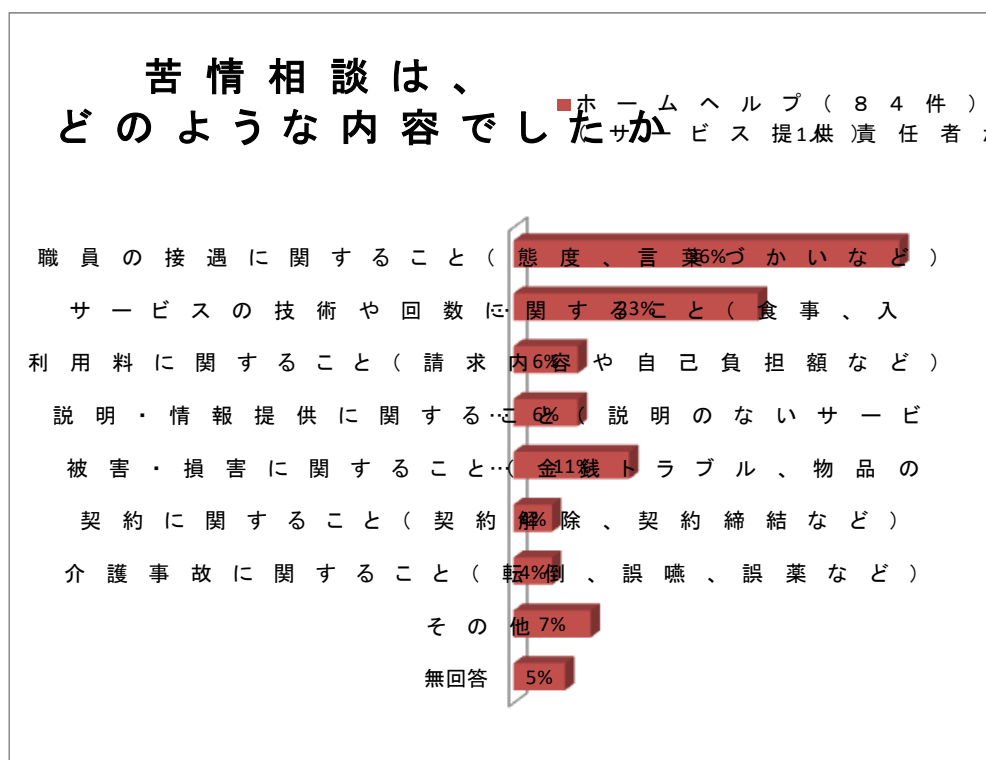 苦情相談は、
どのような内容でしたか
ホームヘルプ（８４件）
（サービス提供責任者
職員の接遇に関すること（態度、言葉づかいなど）
36%
サービスの技術や回数に関すること（食事、入…
23%
利用料に関すること（請求内容や自己負担額など）
6%
説明・情報提供に関すること（説明のないサービ…
6%
被害・損害に関すること（金銭トラブル、物品の…
11%
契約に関すること（契約解除、契約締結など）
4%
介護事故に関すること（転倒、誤嚥、誤薬など）
4%
その他
7%
無回答
5%